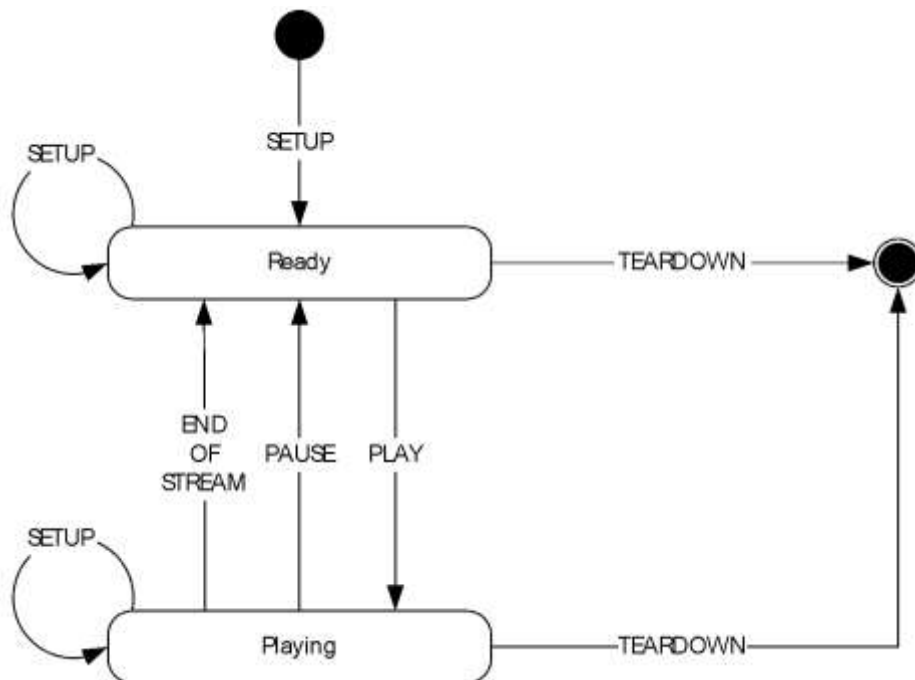 SETUP
SETUP
Ready
TEARDOWN
END
OF
STREAM
PAUSE
PLAY
SETUP
Playing
TEARDOWN